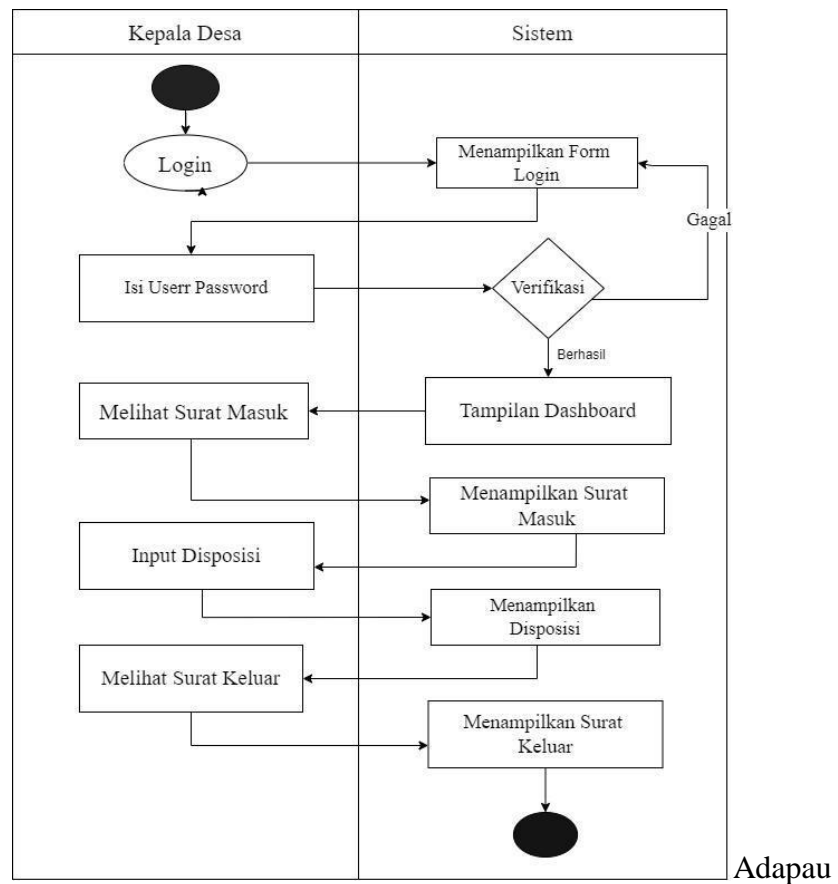 Kepala Desa
Sistem
Login
Menampilkan Form
Login
Gagal
Isi Userr Password
Verifikasi
Berhasil
Melihat Surat Masuk
Tampilan Dashboard
Menampilkan Surat
Masuk
Input Disposisi
Menampilkan
Disposisi
Melihat Surat Keluar
Menampilkan Surat
Keluar
Adapau